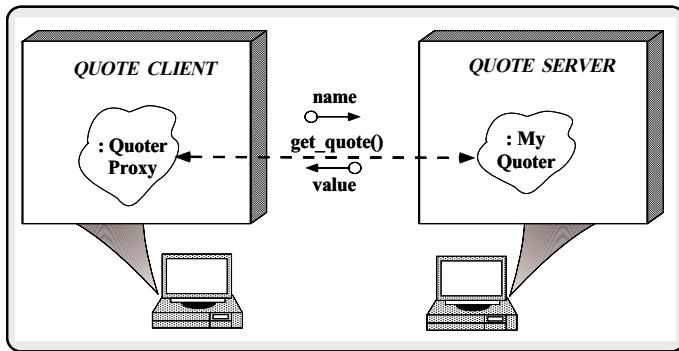 QUOTE CLIENT
: Quoter
Proxy
name
get_quote()
value
QUOTE SERVER
: My
Quoter